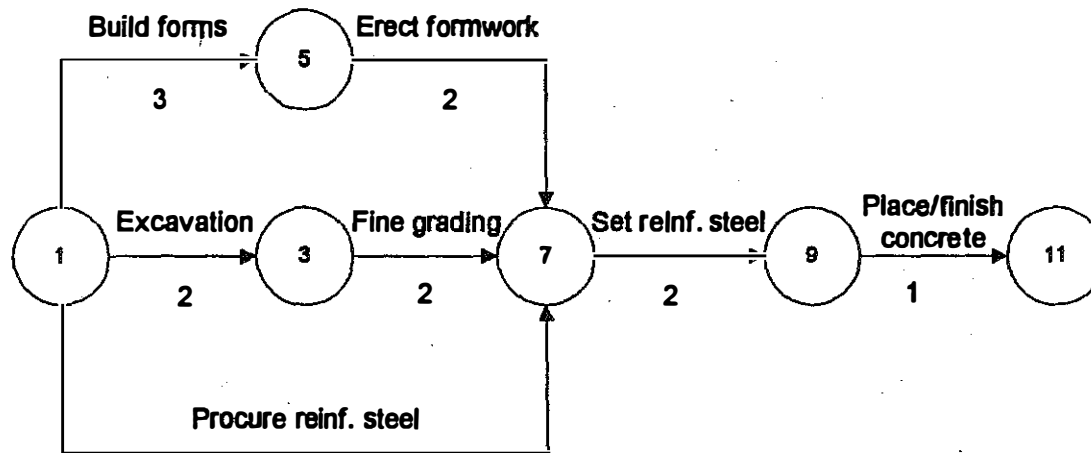 Build forms
Erect formwork
5
3
2
Excavation
Fine grading
Set reinf. steel
Place/finish
concrete
1
3
7
9
11
2
2
2
1
Procure reinf. steel